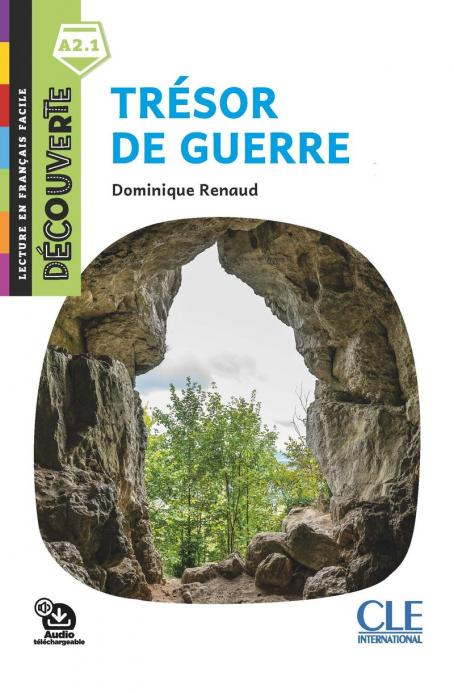 A2.1
LECTURE EN FRANÇAIS FACILE
DÉCOUVERTE
TRÉSOR
DE GUERRE
Dominique Renaud
Audio
téléchargeable
CLE
INTERNATIONAL